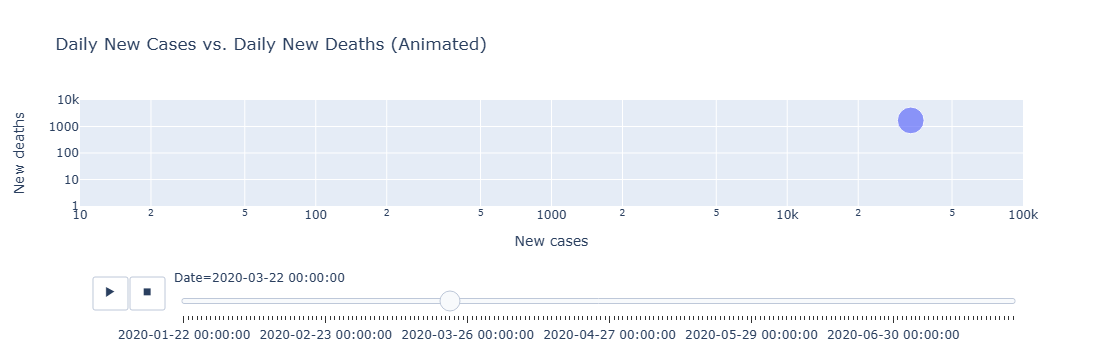 Daily New Cases vs. Daily New Deaths (Animated)
10k
1000
100
10
1
New deaths
10 2 5 100 2 5 1000 2 5 10k 2 5 100k
New cases
Date=2020-03-22 00:00:00
2020-01-22 00:00:00 2020-02-23 00:00:00 2020-03-26 00:00:00 2020-04-27 00:00:00 2020-05-29 00:00:00 2020-06-30 00:00:00